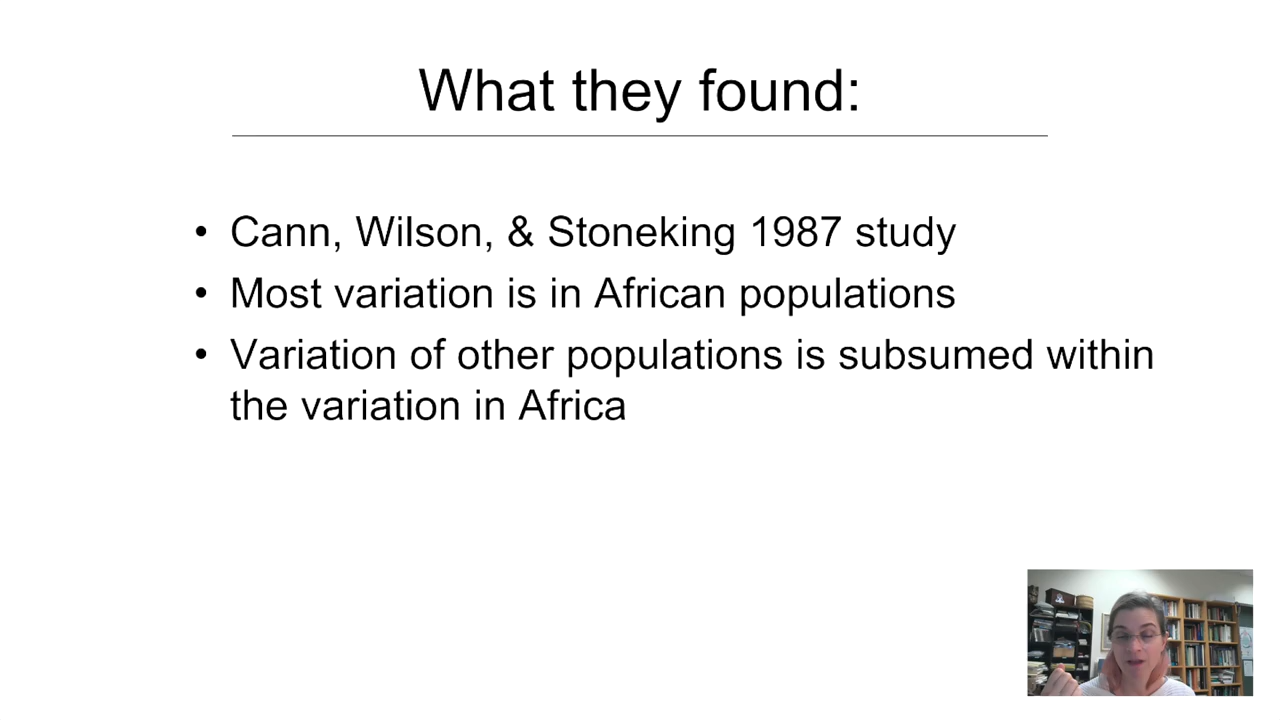 What they found:
• Cann, Wilson, & Stoneking 1987 study
• Most variation is in African populations
• Variation of other populations is subsumed within
the variation in Africa